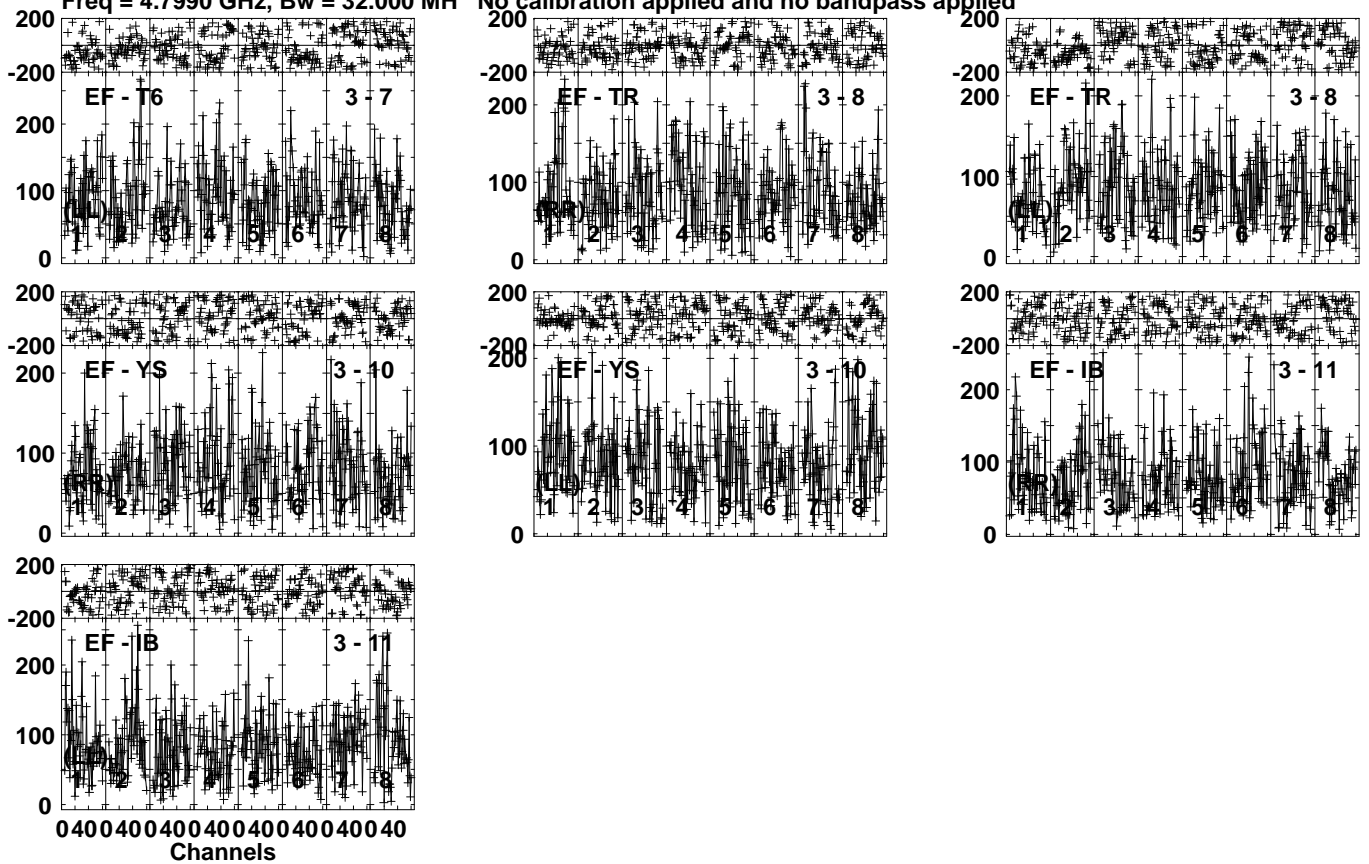 Freq = 4.7990 GHz, Bw = 32.000 MH No calibration applied and no bandpass applied
200 200 200
-200 -200 -200
EF - T6 3 - 7 EF - TR 3 - 8 EF - TR 3 - 8
200 200 200
100 100 100
(LL) (RR) (LL)
1 2 3 4 5 6 7 8 1 2 3 4 5 6 7 8 1 2 3 4 5 6 7 8
0 0 0
200 200 200
-200 -200 -200
EF - YS 3 - 10 EF - YS 3 - 10 EF - IB 3 - 11
200 200 200
100 100 100
(RR) (LL) (RR)
1 2 3 4 5 6 7 8 1 2 3 4 5 6 7 8 1 2 3 4 5 6 7 8
0 0 0
200
-200
EF - IB 3 - 11
200
100
(LL)
1 2 3 4 5 6 7 8
0
0 40 0 40 0 40 0 40 0 40 0 40 0 40 0 40
Channels